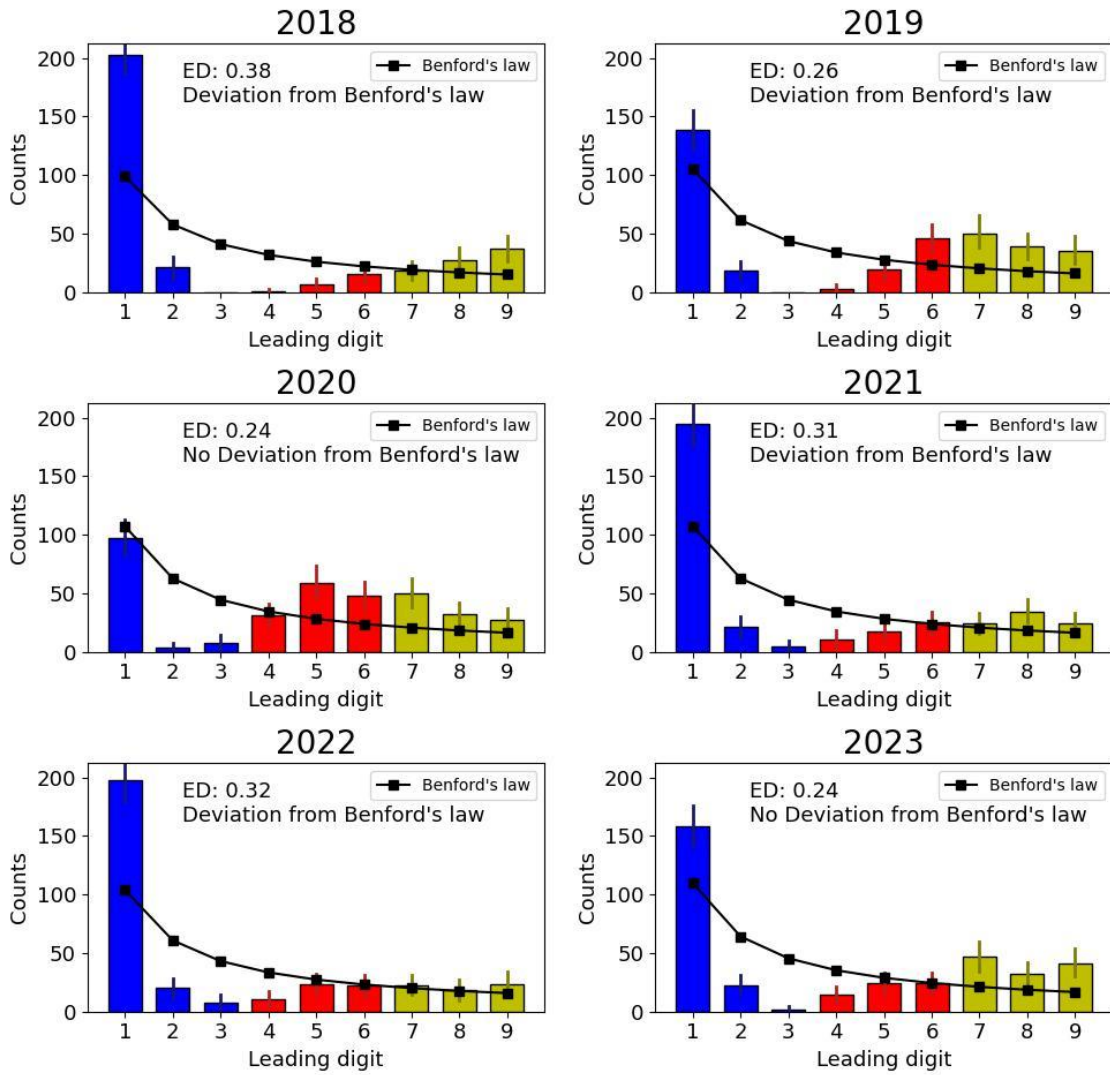 2018
ED: 0.38
Deviation from Benford's law
Benford's law
Counts
200
150
100
50
0
1 2 3 4 5 6 7 8 9
Leading digit
2019
ED: 0.26
Deviation from Benford's law
Benford's law
Counts
200
150
100
50
0
1 2 3 4 5 6 7 8 9
Leading digit
2020
ED: 0.24
No Deviation from Benford's law
Benford's law
Counts
200
150
100
50
0
1 2 3 4 5 6 7 8 9
Leading digit
2021
ED: 0.31
Deviation from Benford's law
Benford's law
Counts
200
150
100
50
0
1 2 3 4 5 6 7 8 9
Leading digit
2022
ED: 0.32
Deviation from Benford's law
Benford's law
Counts
200
150
100
50
0
1 2 3 4 5 6 7 8 9
Leading digit
2023
ED: 0.24
No Deviation from Benford's law
Benford's law
Counts
200
150
100
50
0
1 2 3 4 5 6 7 8 9
Leading digit